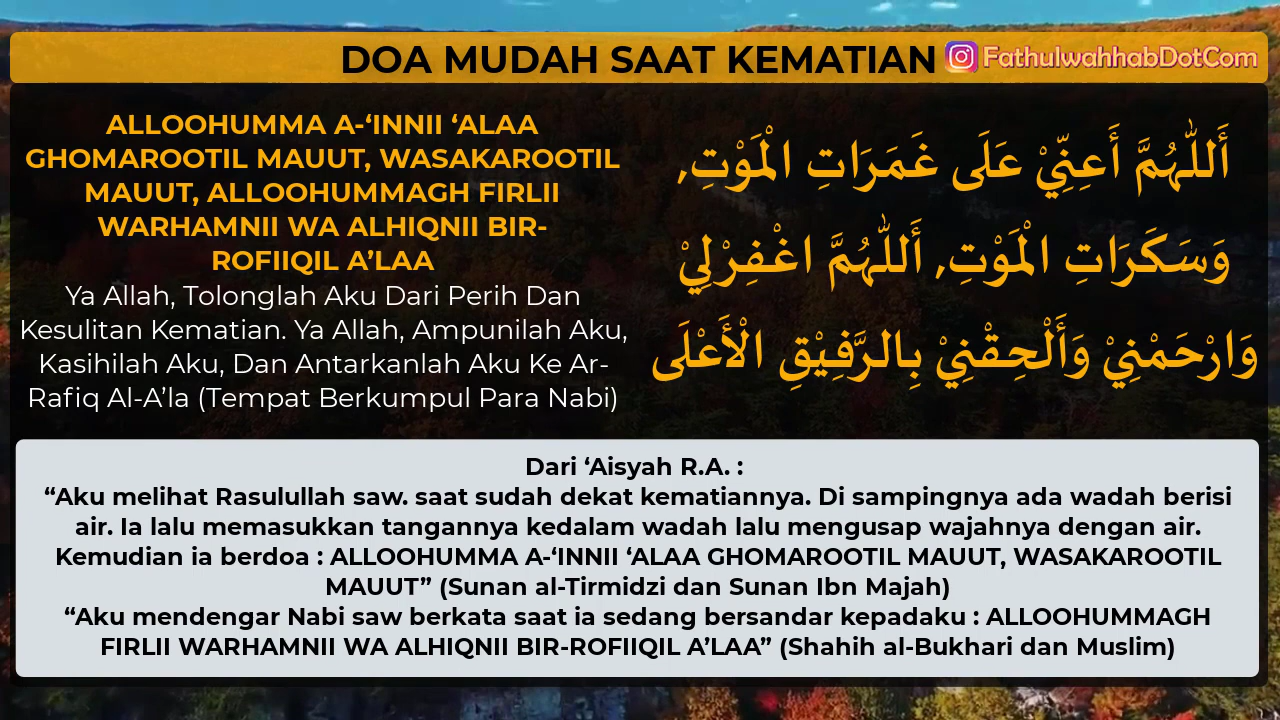 DOA MUDAH SAAT KEMATIAN FathulwahhabDotCom
ALLOOHUMMA A-‘INNII ‘ALAA
GHOMAROOTIL MAUUT, WASAKAROOTIL
MAUUT, ALLOOHUMMAGH FIRLII
WARHAMNII WA ALHIQNII BIR-
ROFIIQIL A’LAA
Ya Allah, Tolonglah Aku Dari Perih Dan
Kesulitan Kematian. Ya Allah, Ampunilah Aku,
Kasihilah Aku, Dan Antarkanlah Aku Ke Ar-
Rafiq Al-A’la (Tempat Berkumpul Para Nabi)
أَللّٰهُمَّ أَعِنِّيْ عَلَى غَمَرَاتِ الْمَوْتِ,
وَسَكَرَاتِ الْمَوْتِ, أَللّٰهُمَّ اغْفِرْلِيْ
وَارْحَمْنِيْ وَأَلْحِقْنِيْ بِالرَّفِيْقِ الْأَعْلَى
Dari ‘Aisyah R.A. :
“Aku melihat Rasulullah saw. saat sudah dekat kematiannya. Di sampingnya ada wadah berisi
air. Ia lalu memasukkan tangannya kedalam wadah lalu mengusap wajahnya dengan air.
Kemudian ia berdoa : ALLOOHUMMA A-‘INNII ‘ALAA GHOMAROOTIL MAUUT, WASAKAROOTIL
MAUUT” (Sunan al-Tirmidzi dan Sunan Ibn Majah)
“Aku mendengar Nabi saw berkata saat ia sedang bersandar kepadaku : ALLOOHUMMAGH
FIRLII WARHAMNII WA ALHIQNII BIR-ROFIIQIL A’LAA” (Shahih al-Bukhari dan Muslim)